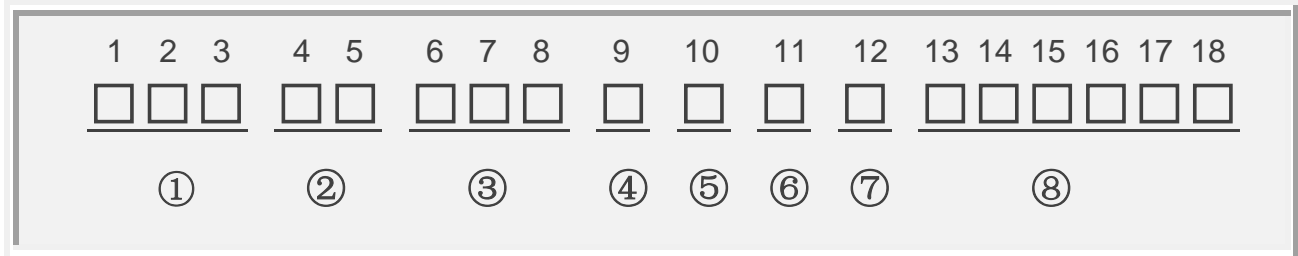 1 2 3 4 5 6 7 8 9 10 11 12 13 14 15 16 17 18
□□□ □□ □□□ □ □ □ □ □□□□□□
① ② ③ ④ ⑤ ⑥ ⑦ ⑧